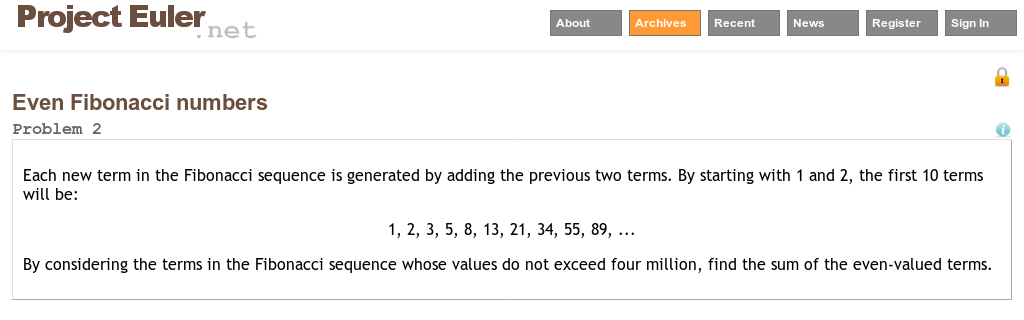 Project Euler
.net
About Archives Recent News Register Sign In
Even Fibonacci numbers
Problem 2
i
Each new term in the Fibonacci sequence is generated by adding the previous two terms. By starting with 1 and 2, the first 10 terms
will be:
1, 2, 3, 5, 8, 13, 21, 34, 55, 89, ...
By considering the terms in the Fibonacci sequence whose values do not exceed four million, find the sum of the even-valued terms.